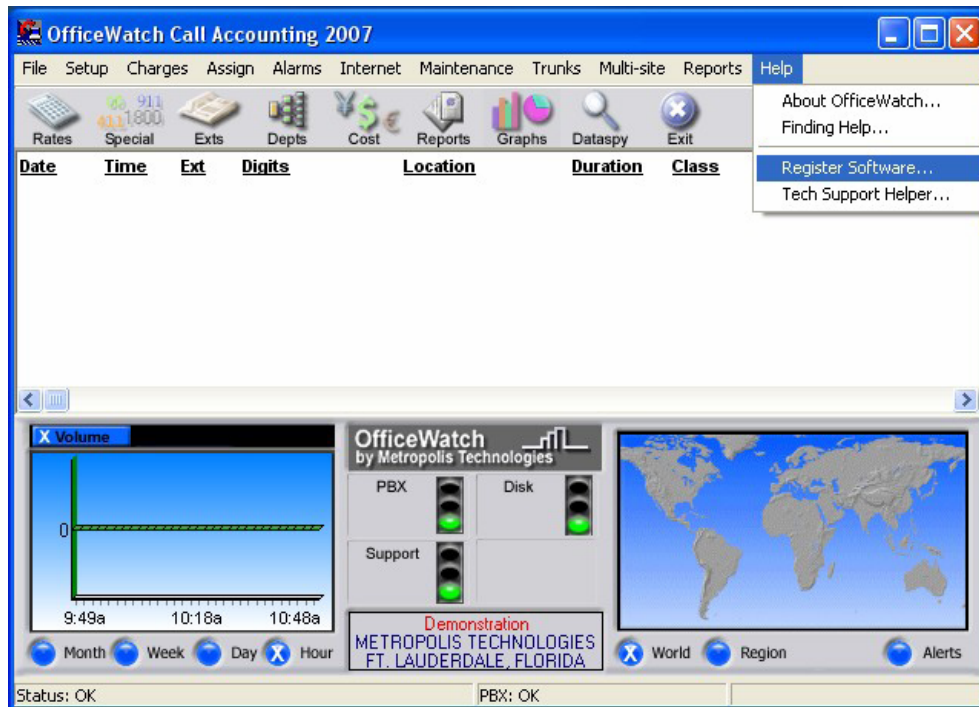 OfficeWatch Call Accounting 2007
File Setup Charges Assign Alarms Internet Maintenance Trunks Multi-site Reports Help
About OfficeWatch...
Finding Help...
Register Software...
Tech Support Helper...
911
411 1800
Rates Special Exts Depts Cost Reports Graphs Dataspy Exit
Date Time Ext Digits Location Duration Class
X Volume
0
9:49a 10:18a 10:48a
Month Week Day X Hour
OfficeWatch
by Metropolis Technologies
PBX Disk
Support
Demonstration
METROPOLIS TECHNOLOGIES
FT. LAUDERDALE, FLORIDA
X World Region Alerts
Status: OK PBX: OK